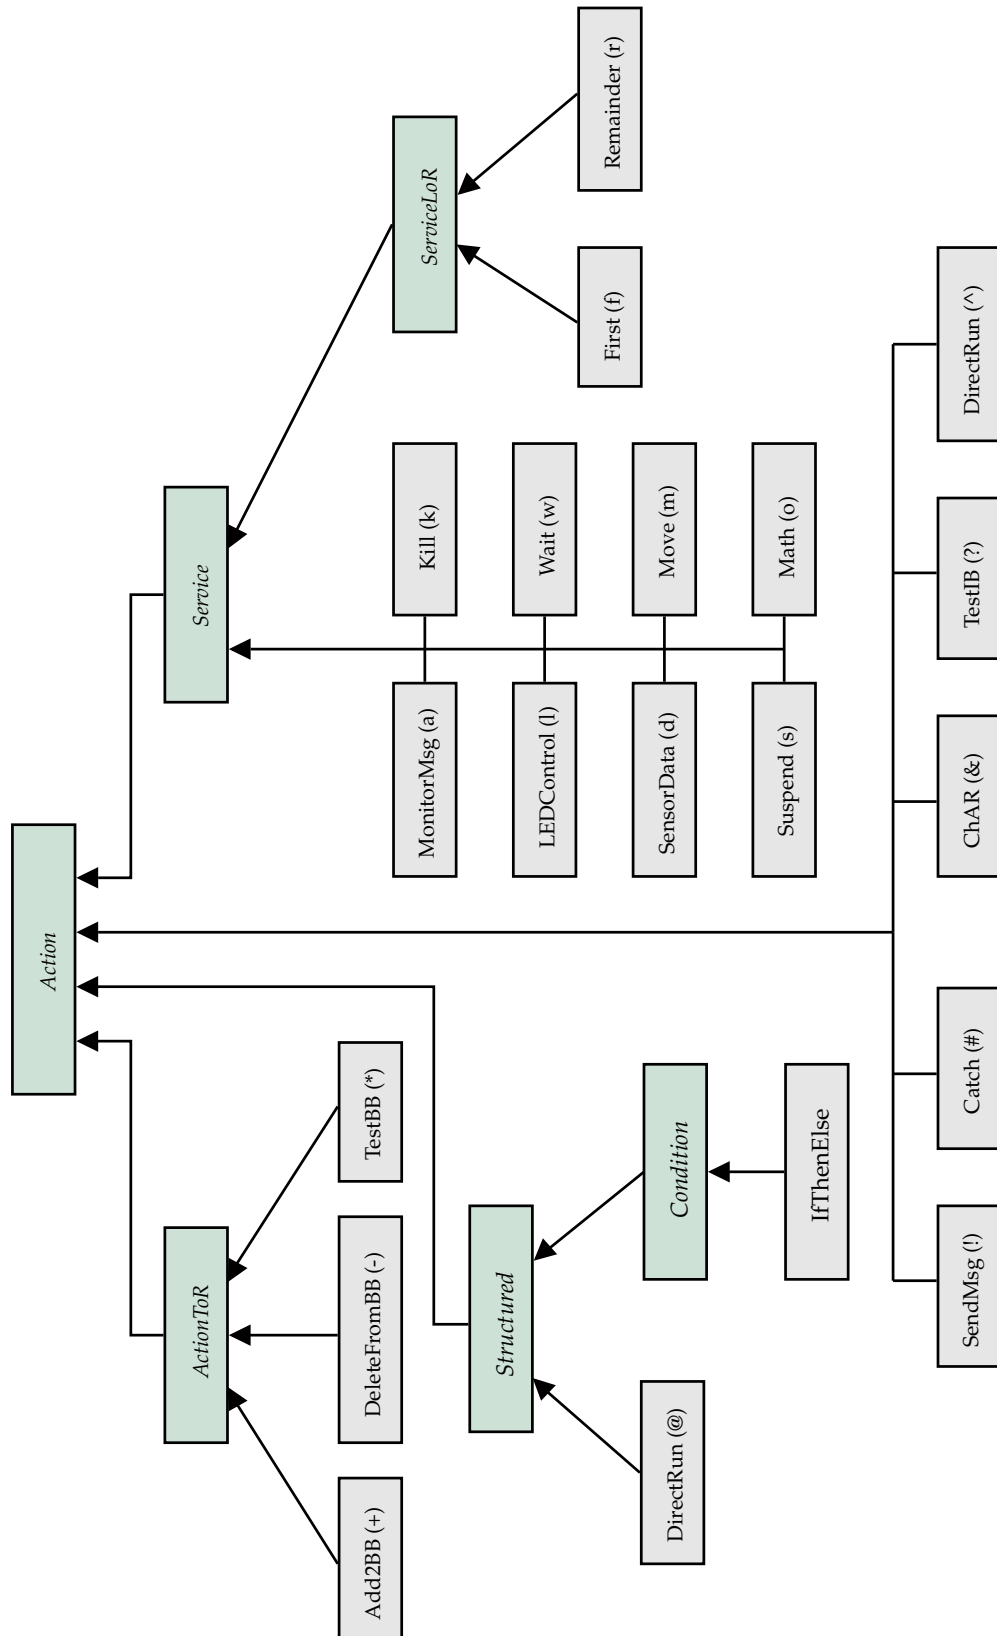 Action
ActionToR
Service
Add2BB (+)
DeleteFromBB (-)
TestBB (*)
MonitorMsg (a)
Kill (k)
ServiceLoR
Structured
LEDControl (l)
Wait (w)
First (f)
Remainder (r)
DirectRun (@)
Condition
SensorData (d)
Move (m)
IfThenElse
Suspend (s)
Math (o)
SendMsg (!)
Catch (#)
ChAR (&)
TestIB (?)
DirectRun (^)